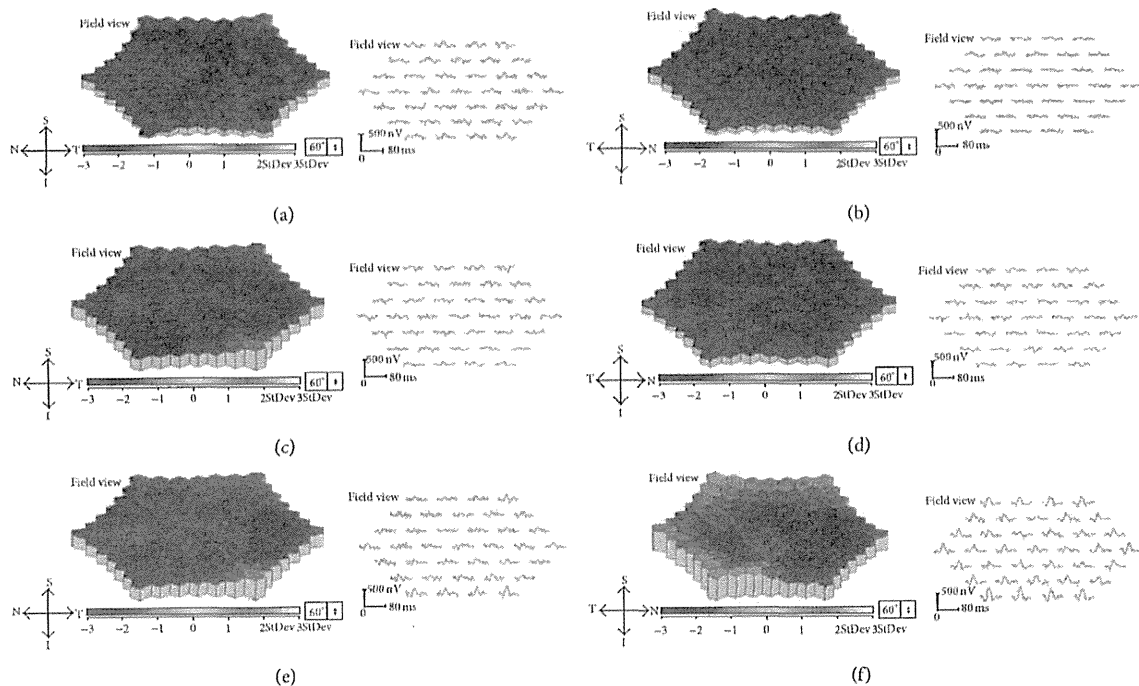 Field view
Field view
500 nV
0
80 ms
S
N
T
I
60°
-3
-2
-1
0
1
2StDev
3StDev
(a)
Field view
Field view
500 nV
0
80 ms
S
T
N
I
60°
-3
-2
-1
0
1
2StDev
3StDev
(b)
Field view
Field view
500 nV
0
80 ms
S
N
T
I
60°
-3
-2
-1
0
1
2StDev
3StDev
(c)
Field view
Field view
500 nV
0
80 ms
S
T
N
I
60°
-3
-2
-1
0
1
2StDev
3StDev
(d)
Field view
Field view
500 nV
0
80 ms
S
N
T
I
60°
-3
-2
-1
0
1
2StDev
3StDev
(e)
Field view
Field view
500 nV
0
80 ms
S
T
N
I
60°
-3
-2
-1
0
1
2StDev
3StDev
(f)